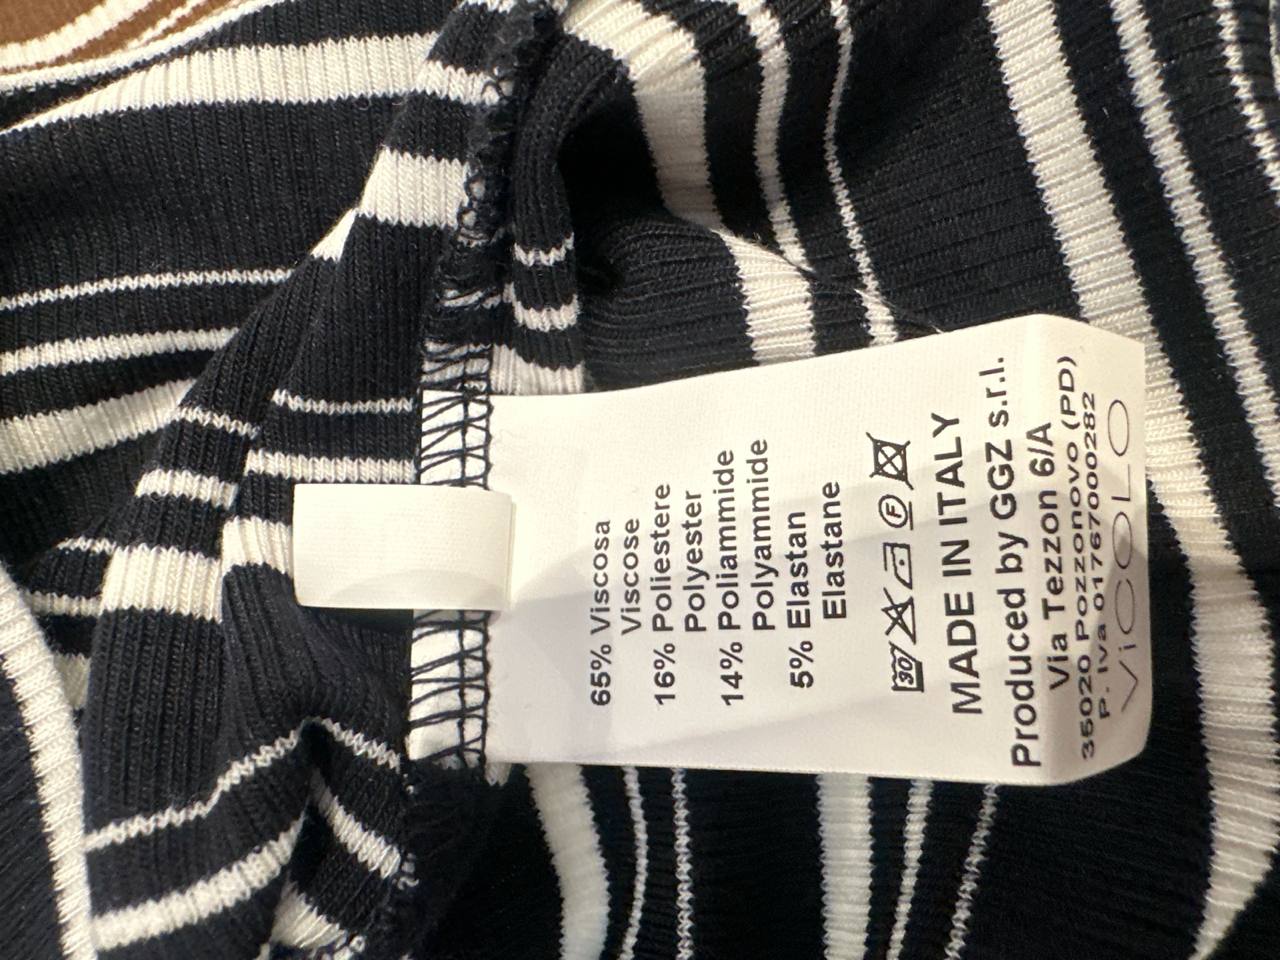 65% Viscosa
Viscose
16% Poliestere
Polyester
14% Poliammide
Polyammide
5% Elastan
Elastane
30 F
MADE IN ITALY
Produced by GGZ s.r.l.
Via Tezzon 6/A
35020 Pozzonovo (PD)
P. Iva 01767000282
ViCOLO